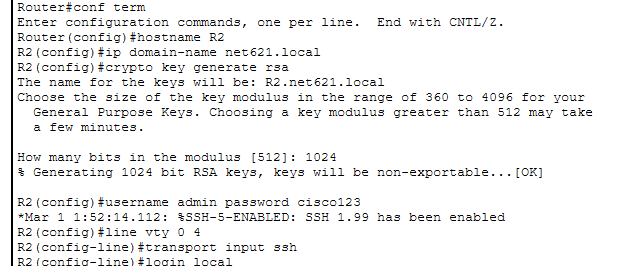 Router#conf term
Enter configuration commands, one per line.  End with CNTL/Z.
Router(config)#hostname R2
R2(config)#ip domain-name net621.local
R2(config)#crypto key generate rsa
The name for the keys will be: R2.net621.local
Choose the size of the key modulus in the range of 360 to 4096 for your
  General Purpose Keys. Choosing a key modulus greater than 512 may take
  a few minutes.

How many bits in the modulus [512]: 1024
% Generating 1024 bit RSA keys, keys will be non-exportable...[OK]

R2(config)#username admin password cisco123
*Mar 1 1:52:14.112: %SSH-5-ENABLED: SSH 1.99 has been enabled
R2(config)#line vty 0 4
R2(config-line)#transport input ssh
R2(config-line)#login local